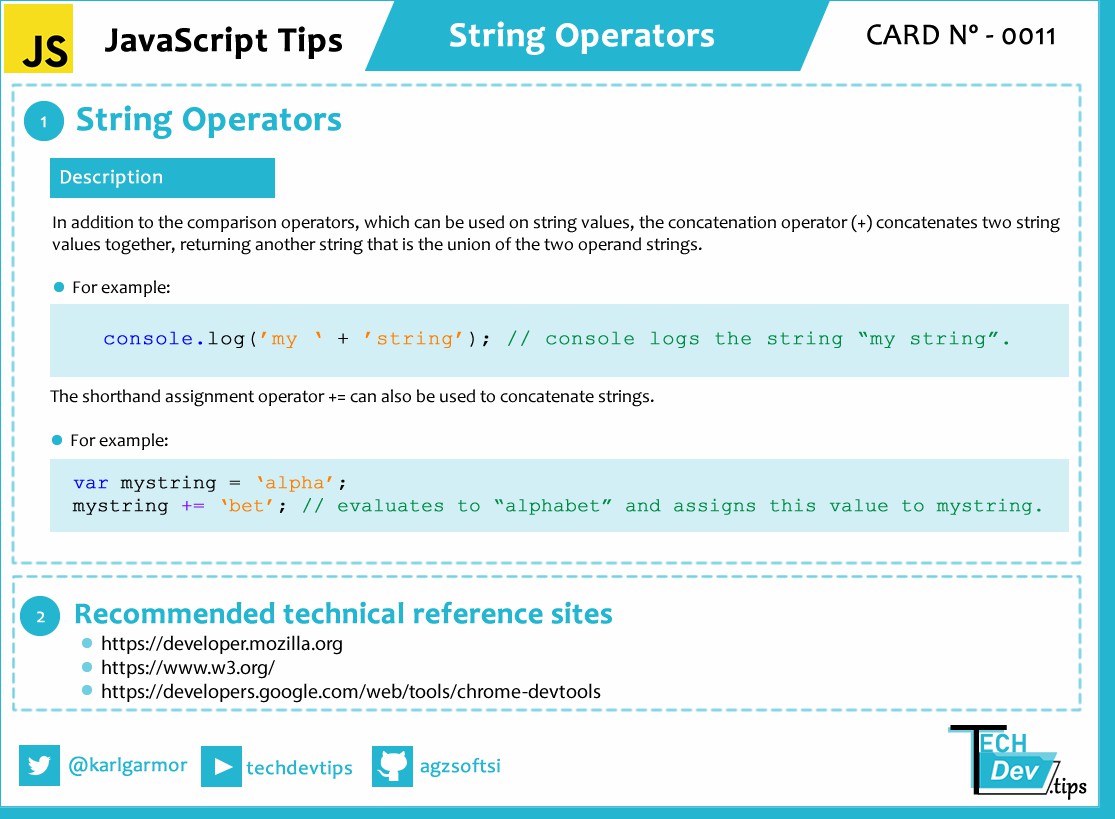 JS
JavaScript Tips
String Operators
CARD Nº - 0011
1
String Operators
Description
In addition to the comparison operators, which can be used on string values, the concatenation operator (+) concatenates two string
values together, returning another string that is the union of the two operand strings.
For example:
console.log(’my ‘ + ’string’); // console logs the string “my string”.
The shorthand assignment operator += can also be used to concatenate strings.
For example:
var mystring = ‘alpha’;
mystring += ‘bet’; // evaluates to “alphabet” and assigns this value to mystring.
2
Recommended technical reference sites
https://developer.mozilla.org
https://www.w3.org/
https://developers.google.com/web/tools/chrome-devtools
@karlgarmor
techdevtips
agzsoftsi
TECH
Dev
.tips